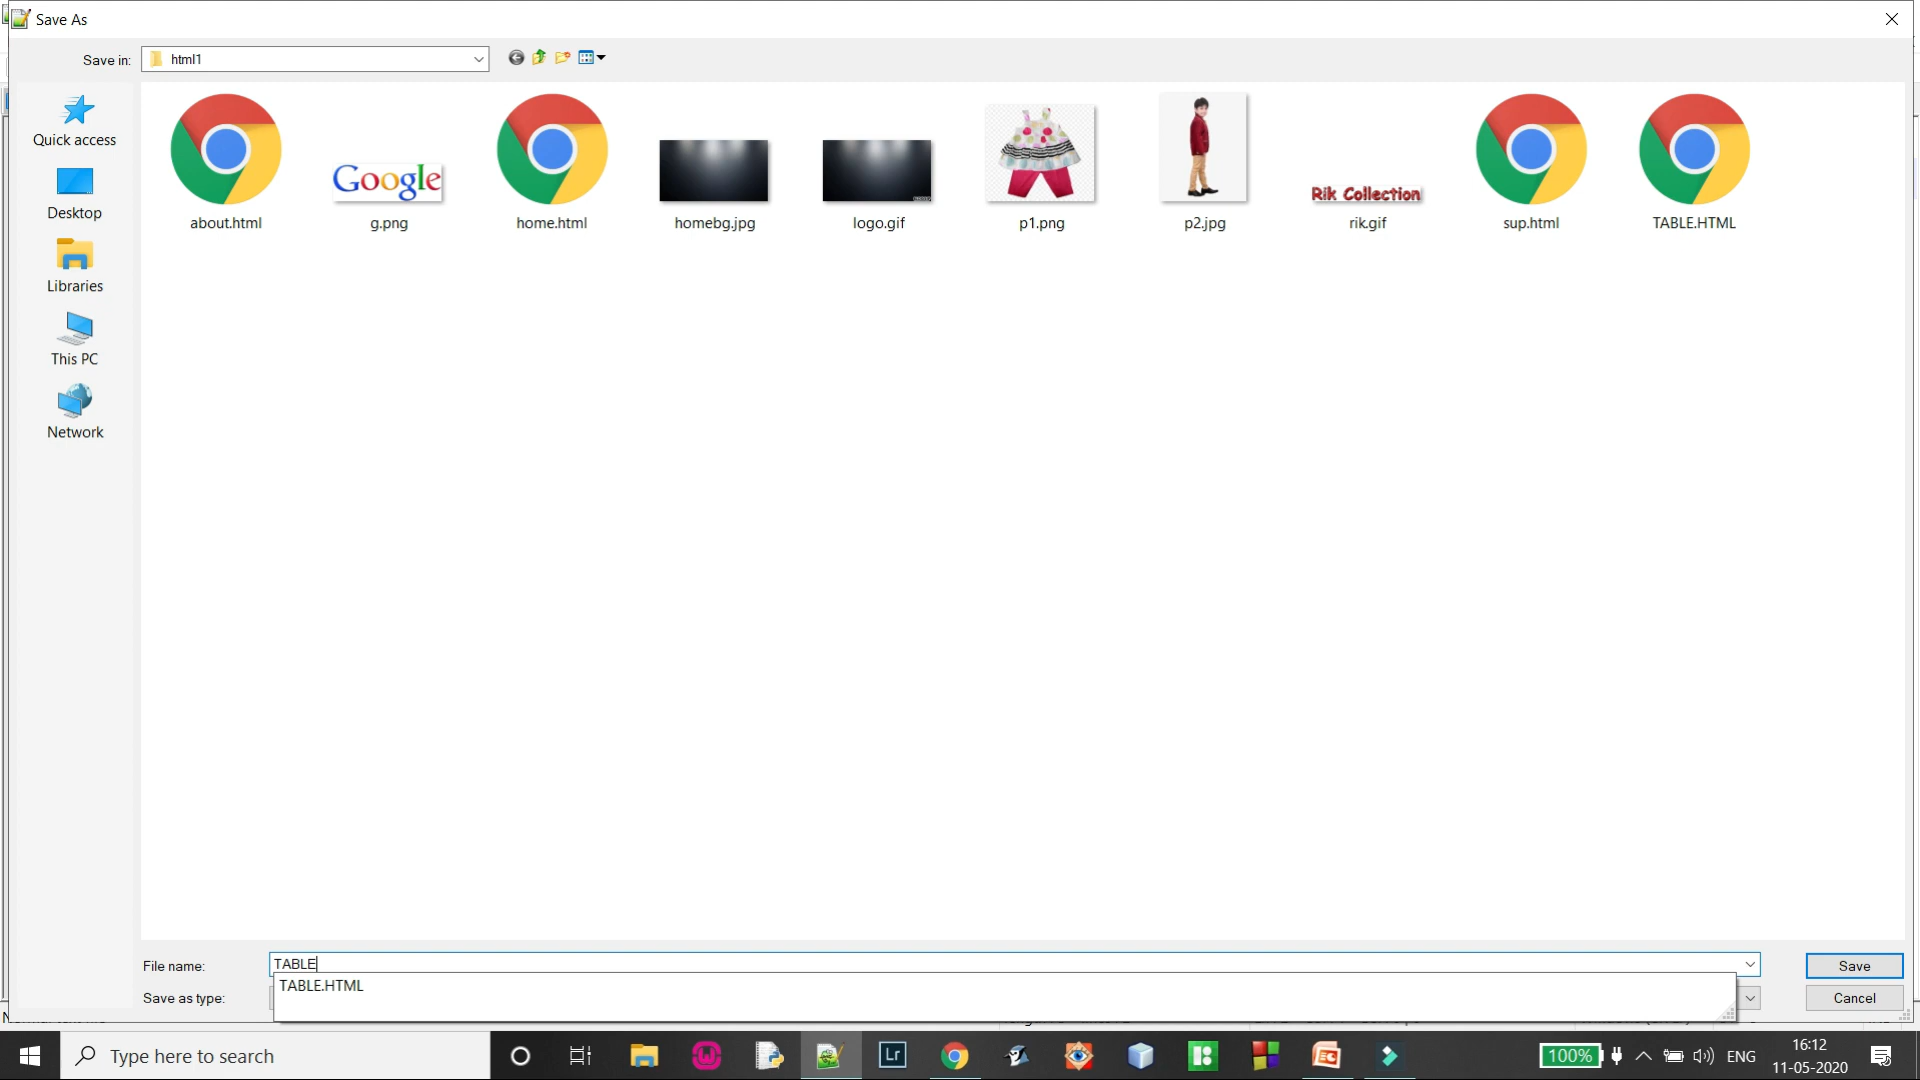 Save As
Save in:
html1
Quick access
Desktop
Libraries
This PC
Network
Google
Rik Collection
about.html
g.png
home.html
homebg.jpg
logo.gif
p1.png
p2.jpg
rik.gif
sup.html
TABLE.HTML
File name:
TABLE
Save
TABLE.HTML
Save as type:
Cancel
Type here to search
Lr
100%
ENG
16:12
11-05-2020